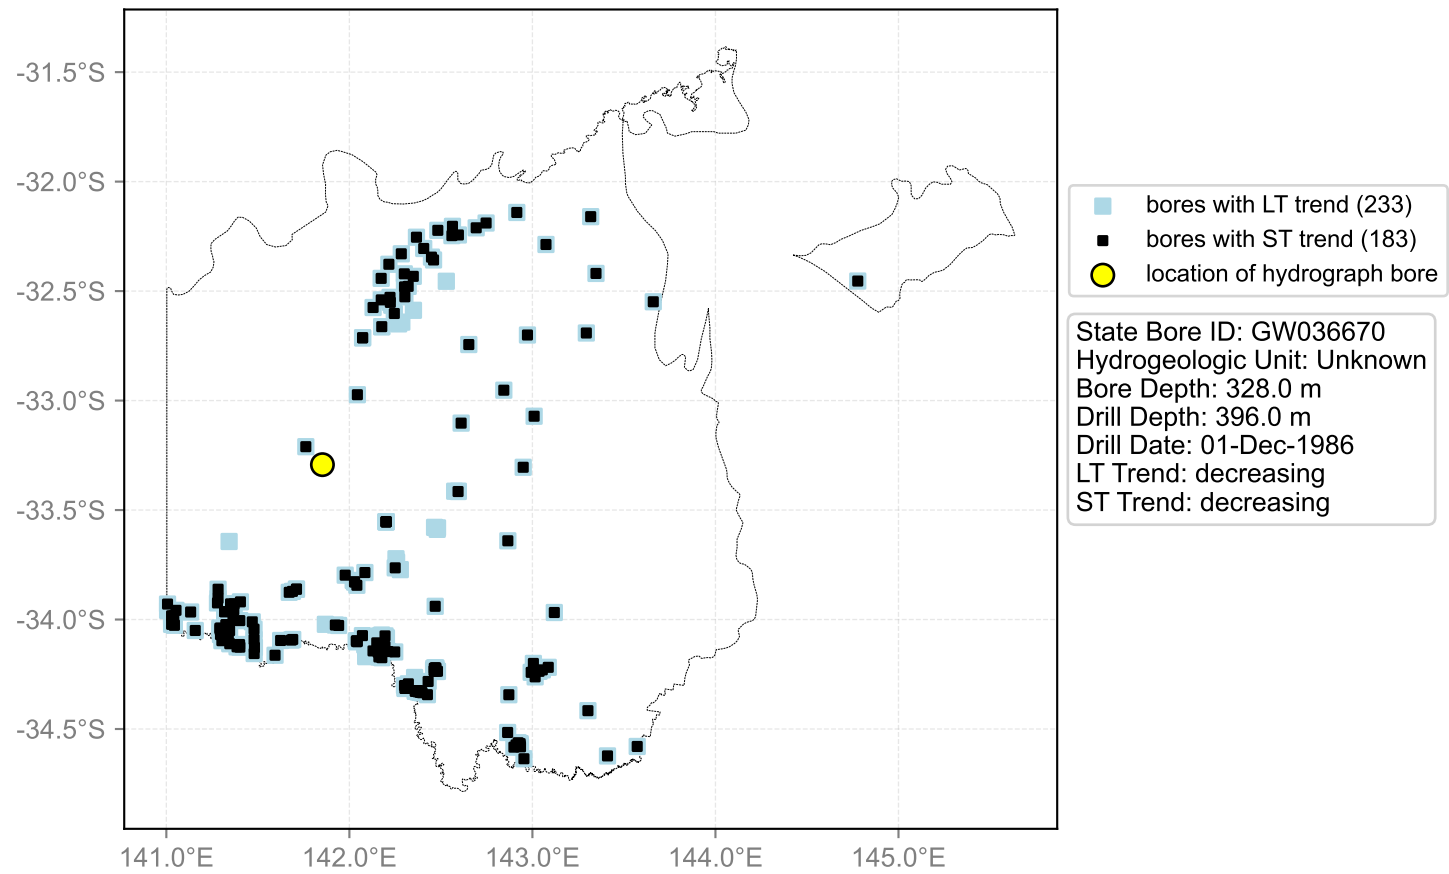 -31.5°S
-32.0°S
-32.5°S
-33.0°S
-33.5°S
-34.0°S
-34.5°S
141.0°E
142.0°E
143.0°E
144.0°E
145.0°E
bores with LT trend (233)
bores with ST trend (183)
location of hydrograph bore
State Bore ID: GW036670
Hydrogeologic Unit: Unknown
Bore Depth: 328.0 m
Drill Depth: 396.0 m
Drill Date: 01-Dec-1986
LT Trend: decreasing
ST Trend: decreasing